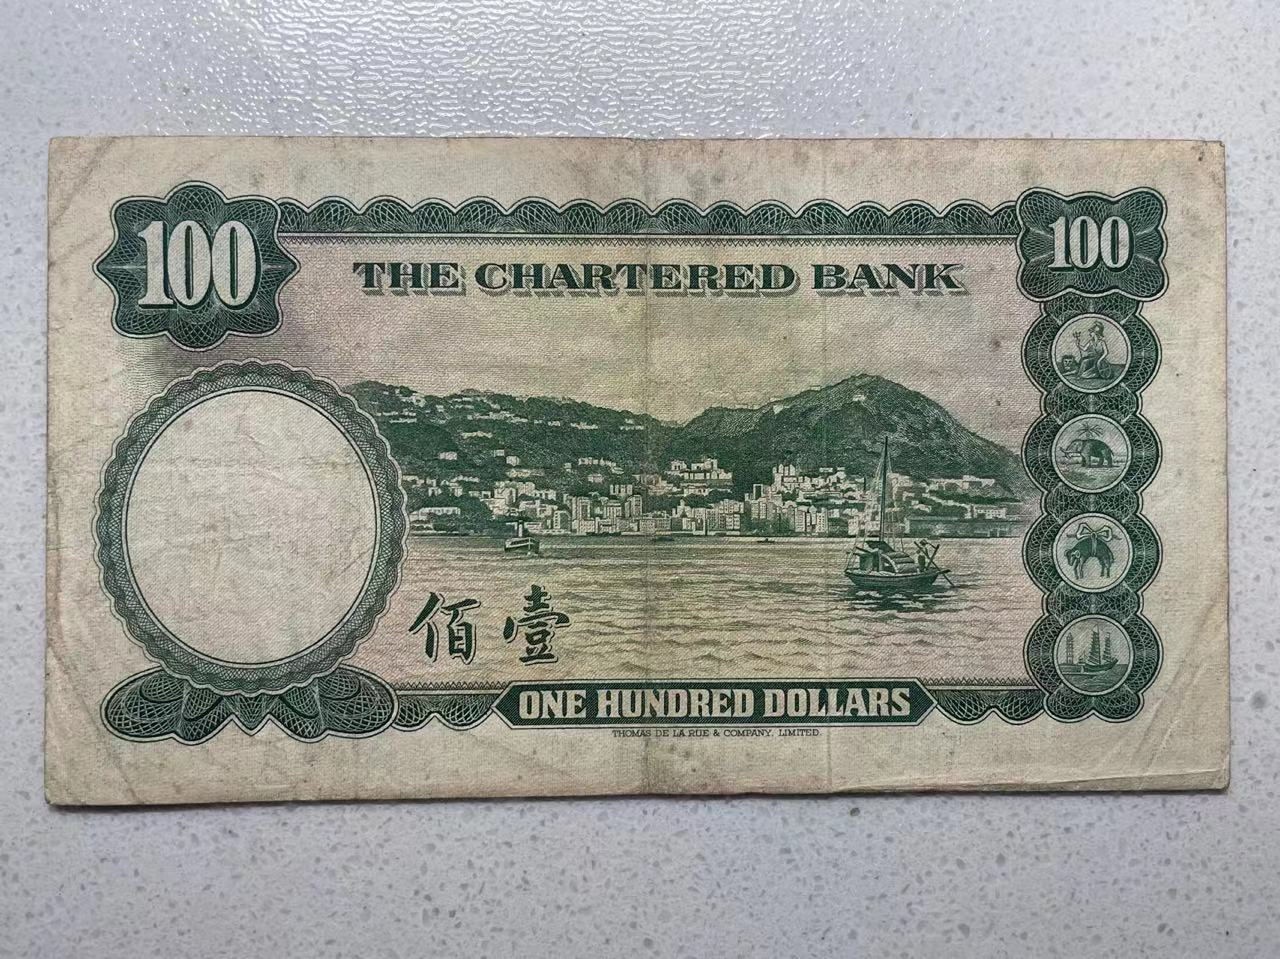 100
100
THE CHARTERED BANK
佰壹
ONE HUNDRED DOLLARS
THOMAS DE LA RUE & COMPANY, LIMITED.